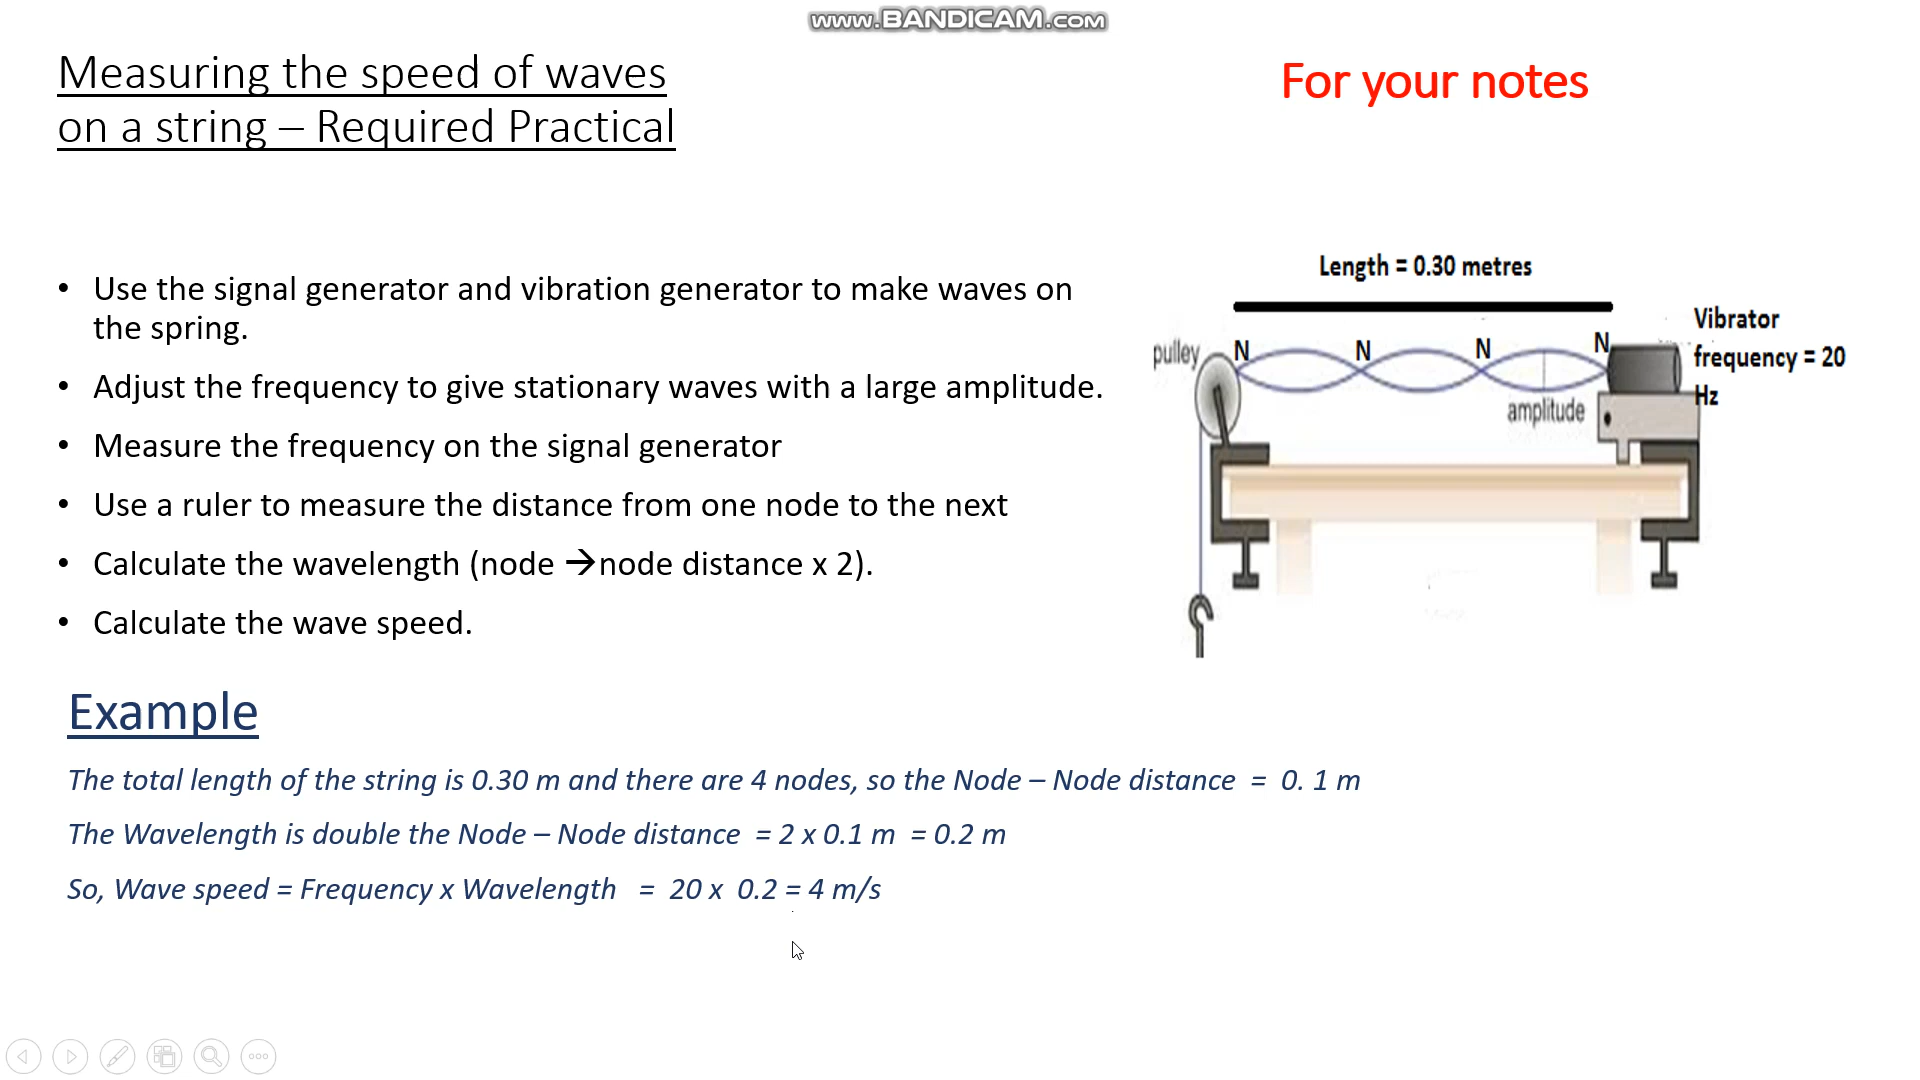 www.BANDICAM.com
Measuring the speed of waves
on a string – Required Practical
For your notes
• Use the signal generator and vibration generator to make waves on
the spring.
• Adjust the frequency to give stationary waves with a large amplitude.
• Measure the frequency on the signal generator
• Use a ruler to measure the distance from one node to the next
• Calculate the wavelength (node →node distance x 2).
• Calculate the wave speed.
Length = 0.30 metres
Vibrator
frequency = 20
Hz
pulley
N
N
N
N
amplitude
Example
The total length of the string is 0.30 m and there are 4 nodes, so the Node – Node distance = 0. 1 m
The Wavelength is double the Node – Node distance = 2 x 0.1 m = 0.2 m
So, Wave speed = Frequency x Wavelength = 20 x 0.2 = 4 m/s